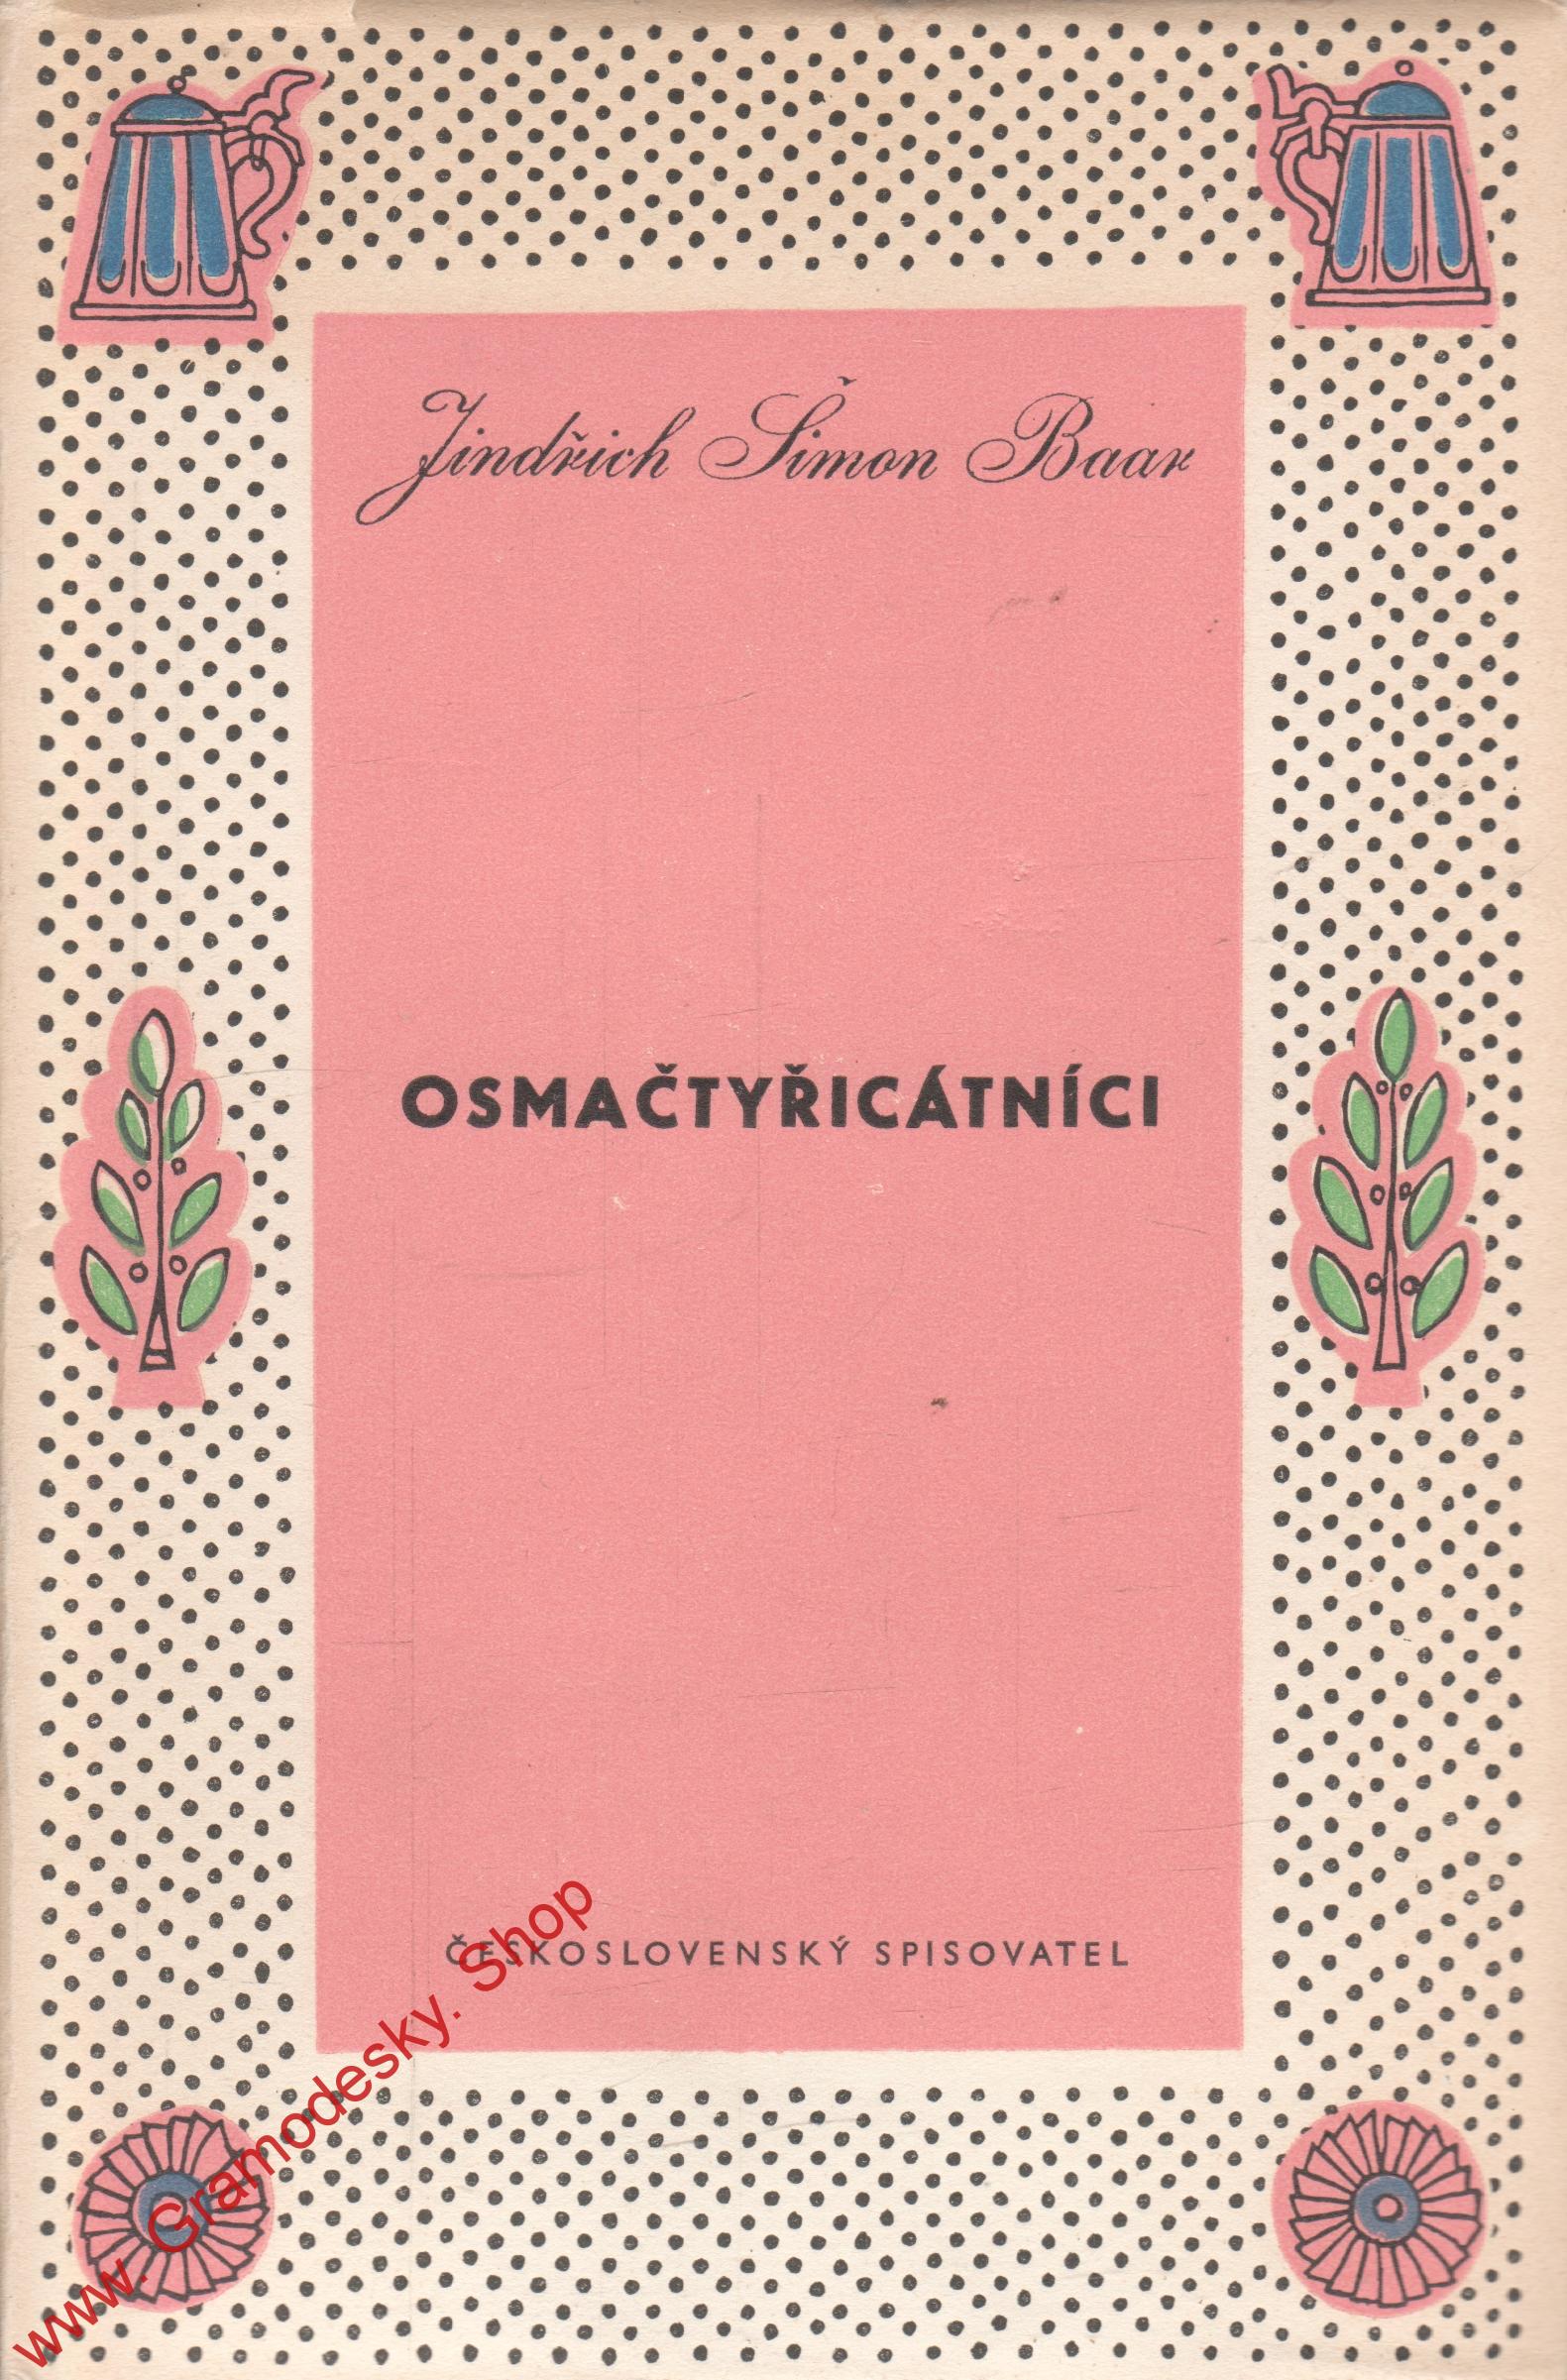 Jindřich Šimon Baar
OSMAČTYŘICÁTNÍCI
ČESKOSLOVENSKÝ SPISOVATEL
www. Gramodesky. Shop